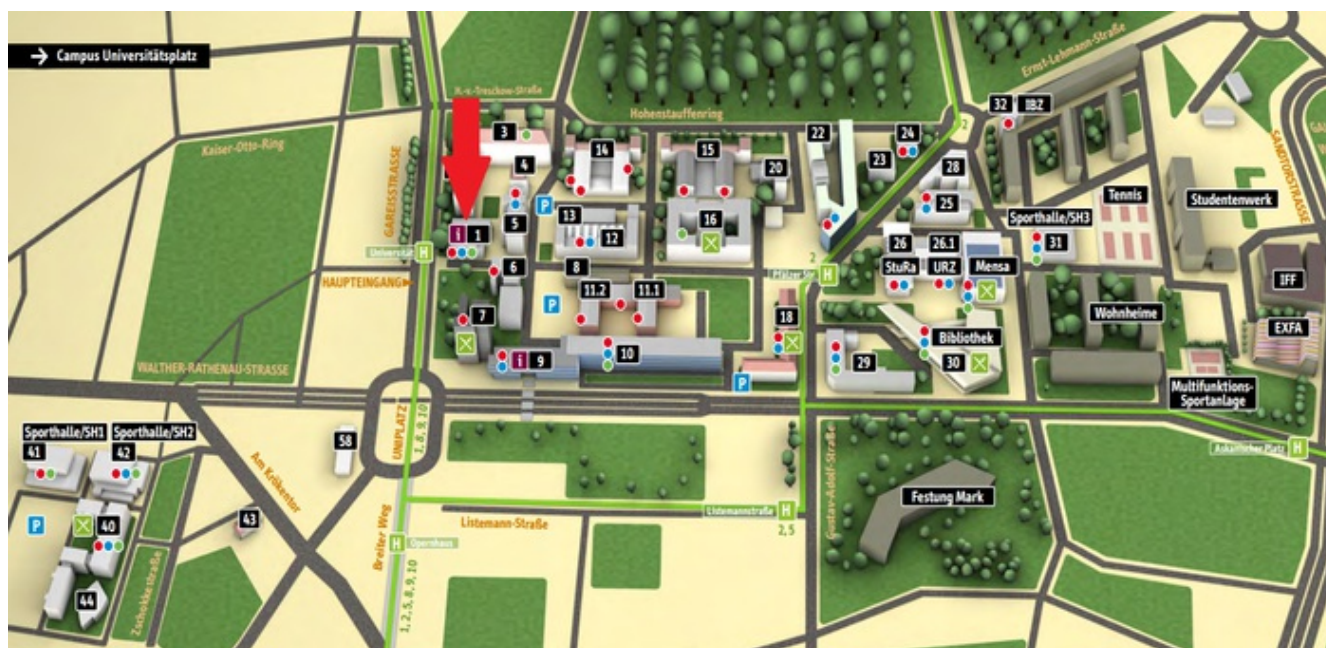 → Campus Universitätsplatz
H.-v.-Tresckow-Straße
Ernst-Lehmann-Straße
Hohenstauffenring
Kaiser-Otto-Ring
GAREISSTRASSE
SANDTORSTRASSE
2
32 IBZ
3
14
15
22
24
4
20
23
28
P
5
25
Tennis
Studentenwerk
i 1
13
12
16
Sporthalle/SH3
31
26
26.1
Universität H
StuRa
URZ
Mensa
2
6
8
Pfälzer Str. H
IFF
HAUPTEINGANG
11.2
11.1
P
7
18
Wohnheime
EXFA
Bibliothek
i 9
10
29
30
WALTHER-RATHENAU-STRASSE
P
Multifunktions-
Sportanlage
UNIPLATZ
1, 8, 9, 10
Sporthalle/SH1
41
Sporthalle/SH2
42
58
Am Krökentor
Gustav-Adolf-Straße
Askanischer Platz H
Festung Mark
Listemannstraße H
2,5
P
40
43
Listemann-Straße
Breiter Weg
H Opernhaus
1, 2, 5, 8, 9, 10
44
Zschokkestraße